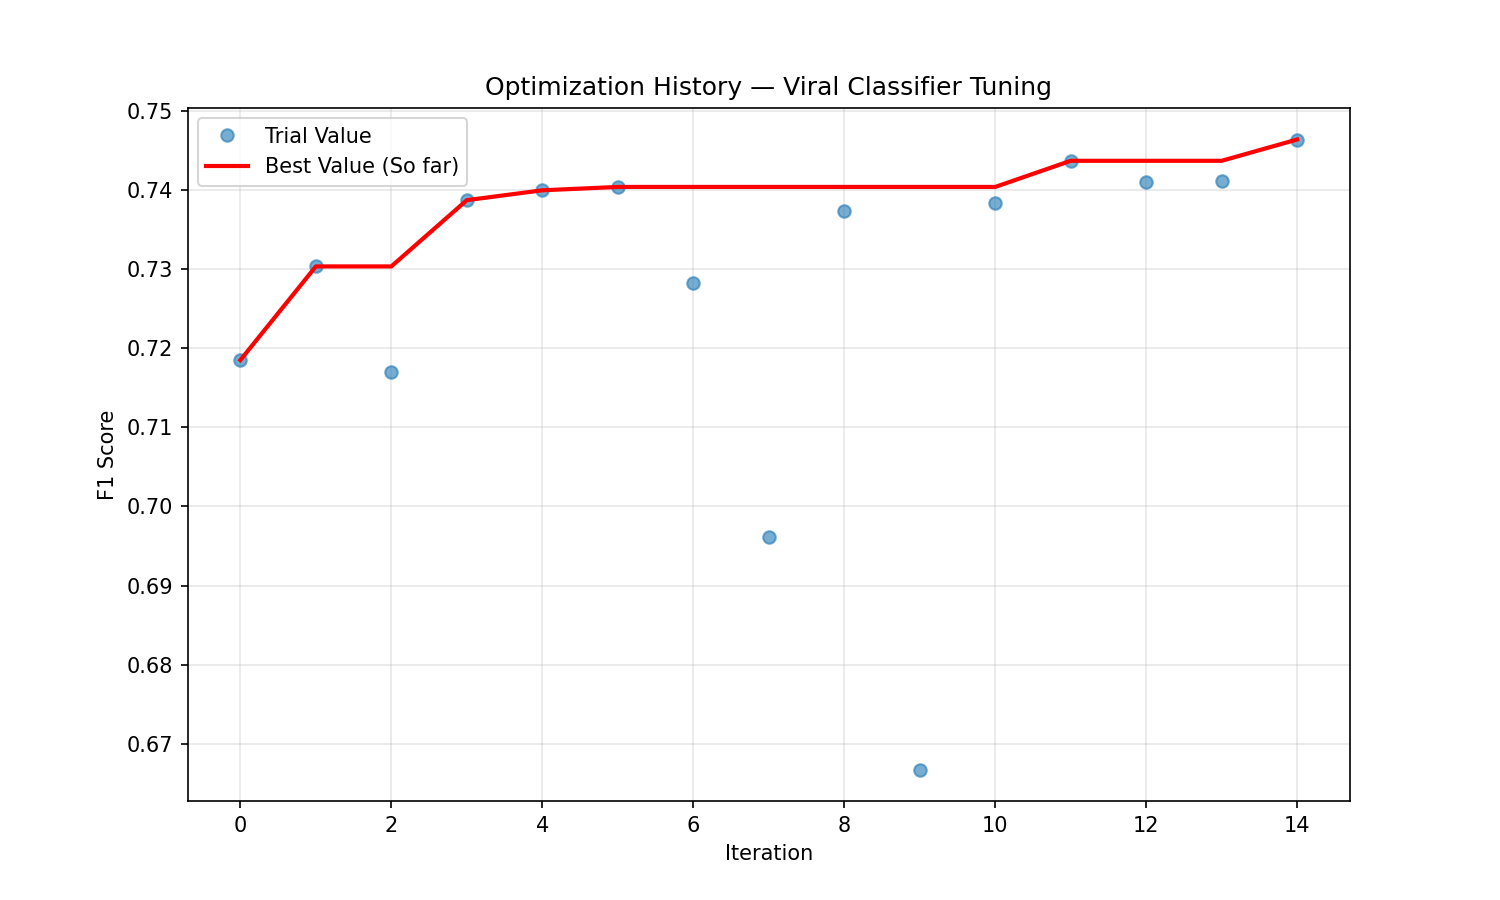 Optimization History — Viral Classifier Tuning
Trial Value
Best Value (So far)
F1 Score
0.75
0.74
0.73
0.72
0.71
0.70
0.69
0.68
0.67
0 2 4 6 8 10 12 14
Iteration